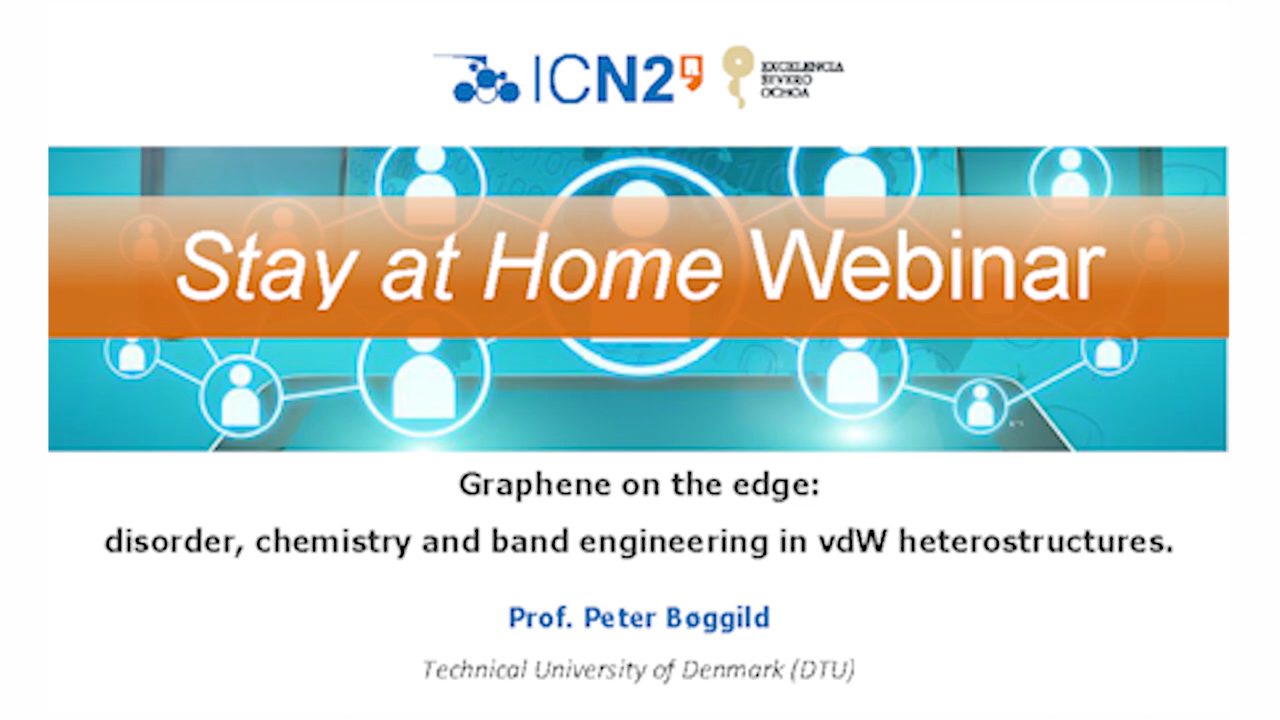 ICN2
EXCELENCIA
SEVERO
OCHOA
Stay at Home Webinar
Graphene on the edge:
disorder, chemistry and band engineering in vdW heterostructures.
Prof. Peter Bøggild
Technical University of Denmark (DTU)